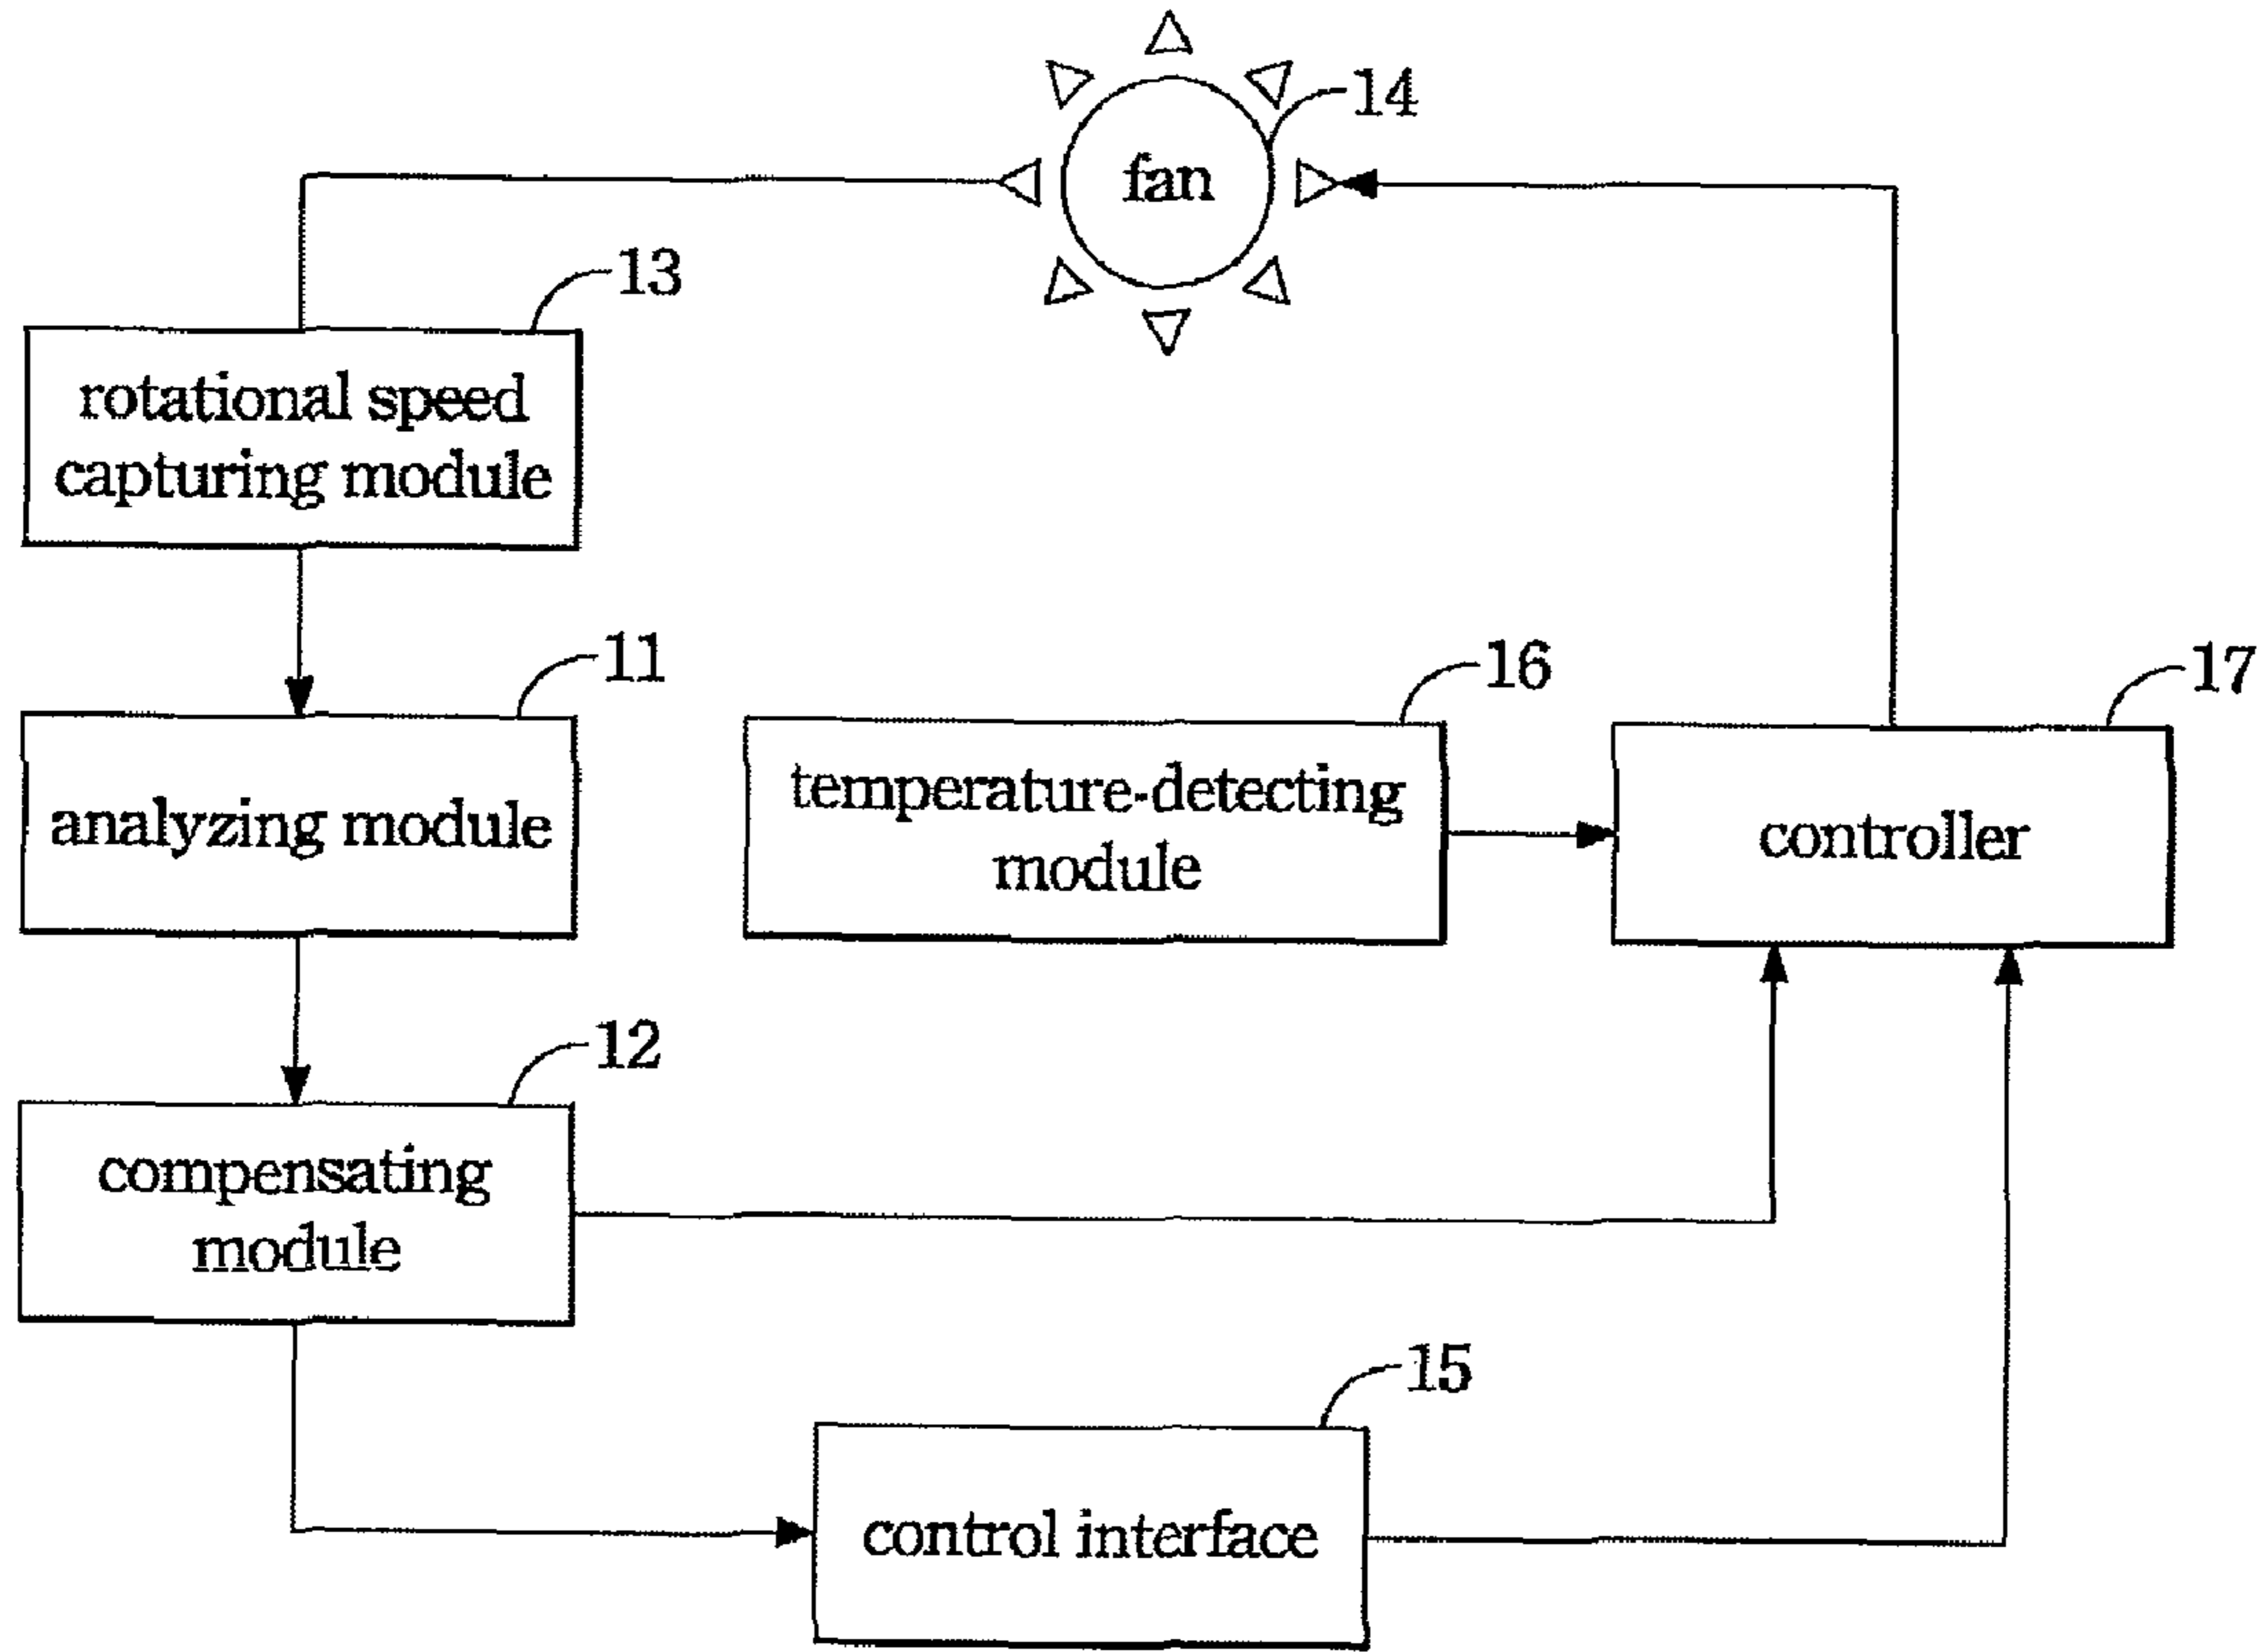 14
fan
13
rotational speed
capturing module
11
analyzing module
16
temperature-detecting
module
17
controller
12
compensating
module
15
control interface